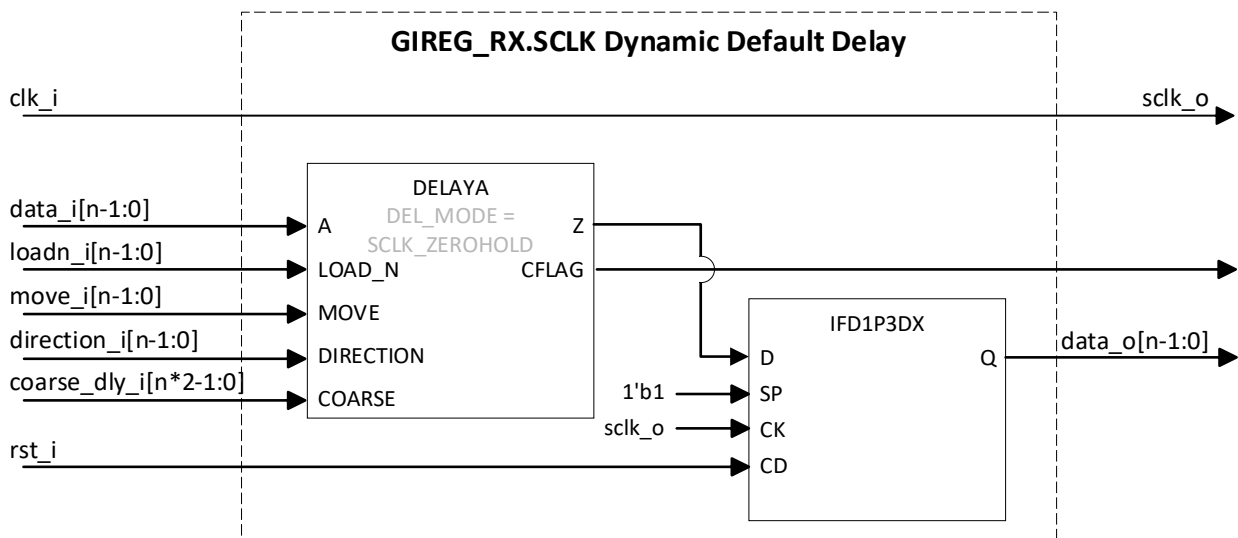 GIREG_RX.SCLK Dynamic Default Delay
clk_i
sclk_o
DELAYA
DEL_MODE =
SCLK_ZEROHOLD
data_i[n-1:0]
A
Z
loadn_i[n-1:0]
LOAD_N
CFLAG
move_i[n-1:0]
MOVE
direction_i[n-1:0]
DIRECTION
coarse_dly_i[n*2-1:0]
COARSE
IFD1P3DX
D
Q
data_o[n-1:0]
1'b1
SP
sclk_o
CK
rst_i
CD